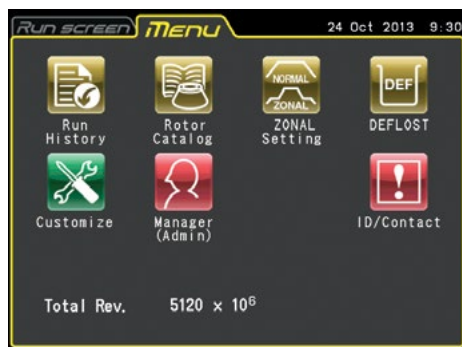 Run screen Menu 24 Oct 2013 9:30
NORMAL
ZONAL
DEF
Run History
Rotor Catalog
ZONAL Setting
DEFLOST
Customize
Manager (Admin)
ID/Contact
Total Rev. 5120 × 10⁶